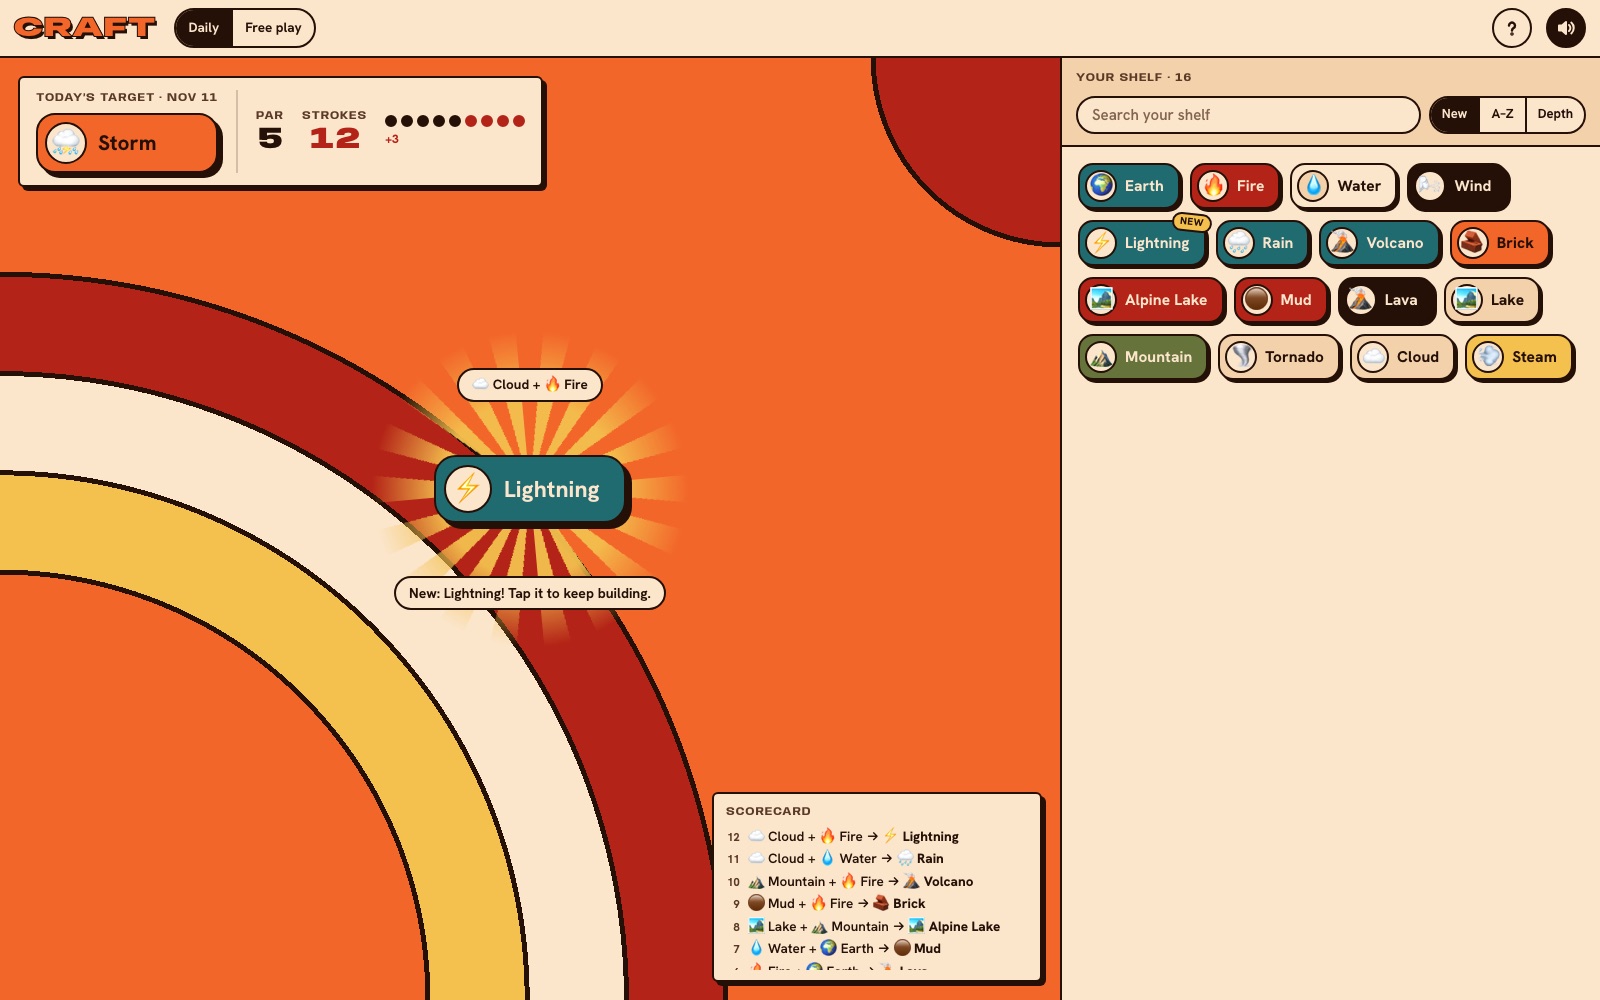 CRAFT
Daily
Free play
?
TODAY'S TARGET · NOV 11
Storm
PAR
5
STROKES
12
+3
Cloud + Fire
Lightning
New: Lightning! Tap it to keep building.
SCORECARD
12 Cloud + Fire → Lightning
11 Cloud + Water → Rain
10 Mountain + Fire → Volcano
9 Mud + Fire → Brick
8 Lake + Mountain → Alpine Lake
7 Water + Earth → Mud
YOUR SHELF · 16
Search your shelf
New
A–Z
Depth
Earth
Fire
Water
Wind
Lightning
NEW
Rain
Volcano
Brick
Alpine Lake
Mud
Lava
Lake
Mountain
Tornado
Cloud
Steam